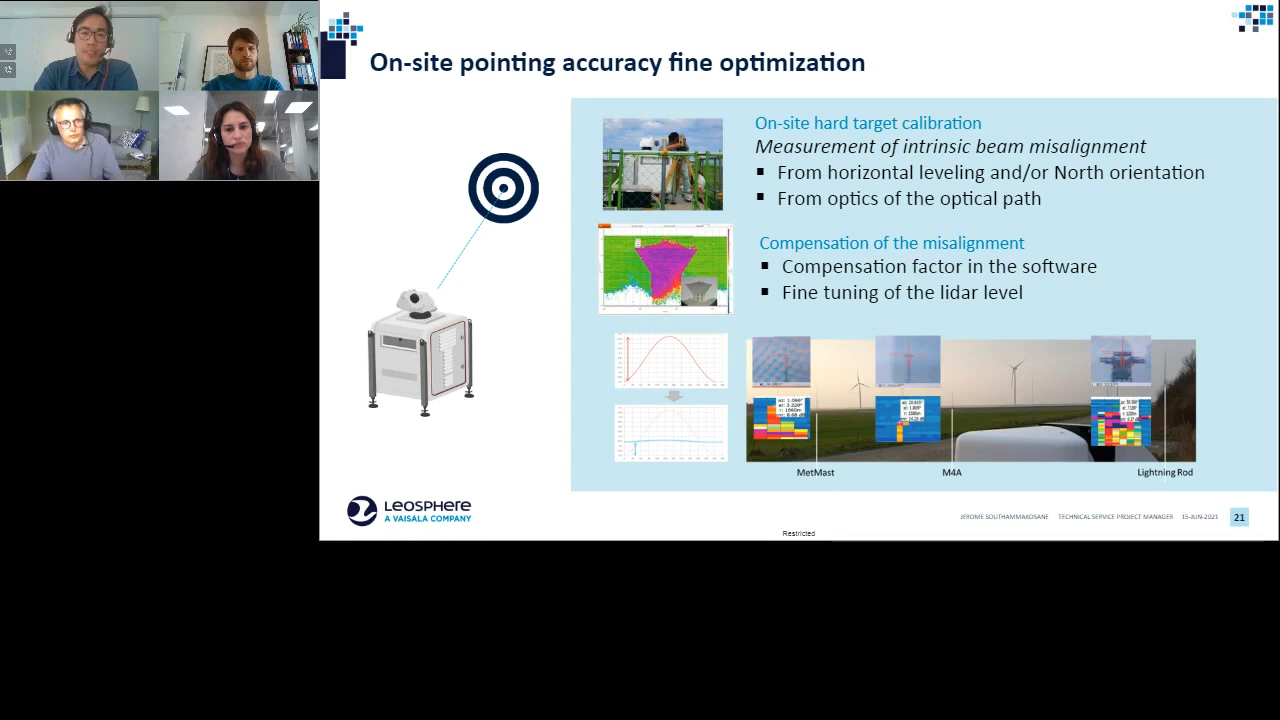 On-site pointing accuracy fine optimization
On-site hard target calibration
Measurement of intrinsic beam misalignment
▪ From horizontal leveling and/or North orientation
▪ From optics of the optical path
Compensation of the misalignment
▪ Compensation factor in the software
▪ Fine tuning of the lidar level
MetMast
M4A
Lightning Rod
LEOSPHERE
A VAISALA COMPANY
JEROME SOUTHAMMAKOSANE TECHNICAL SERVICE PROJECT MANAGER 15-JUN-2021 21
Restricted